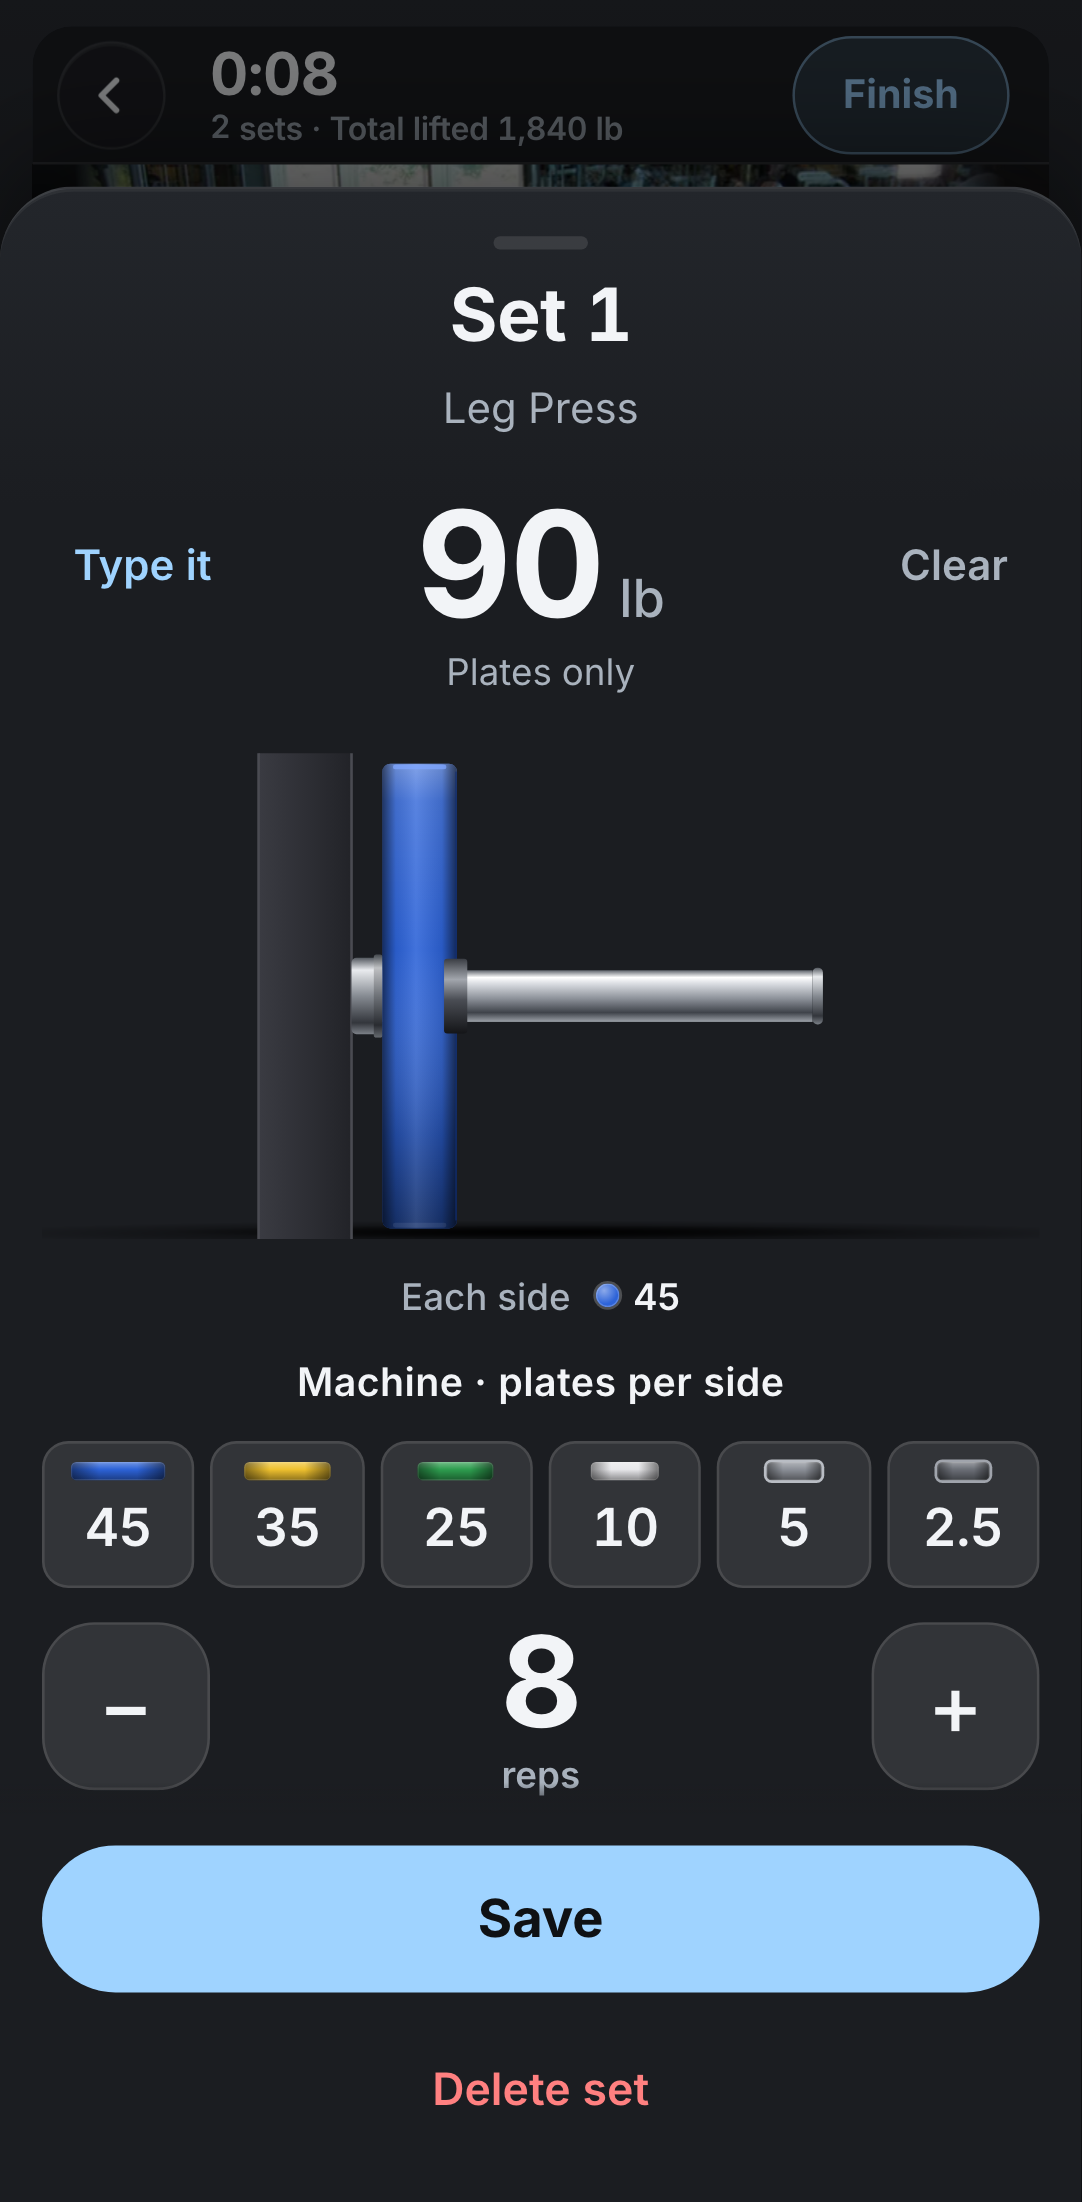 0:08
2 sets · Total lifted 1,840 lb
Finish
Set 1
Leg Press
Type it
90 lb
Clear
Plates only
Each side 45
Machine · plates per side
45 35 25 10 5 2.5
− 8 +
reps
Save
Delete set